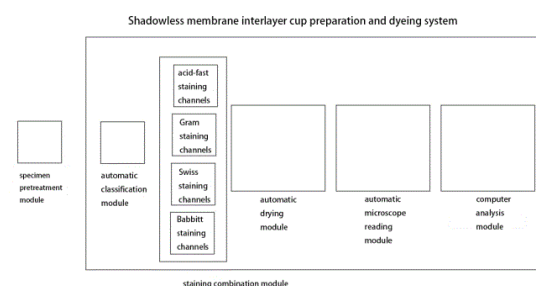 Shadowless membrane interlayer cup preparation and dyeing system
acid-fast
staining
channels
Gram
staining
channels
Swiss
staining
channels
Babbitt
staining
channels
specimen
pretreatment
module
automatic
classification
module
automatic
drying
module
automatic
microscope
reading
module
computer
analysis
module
staining combination module